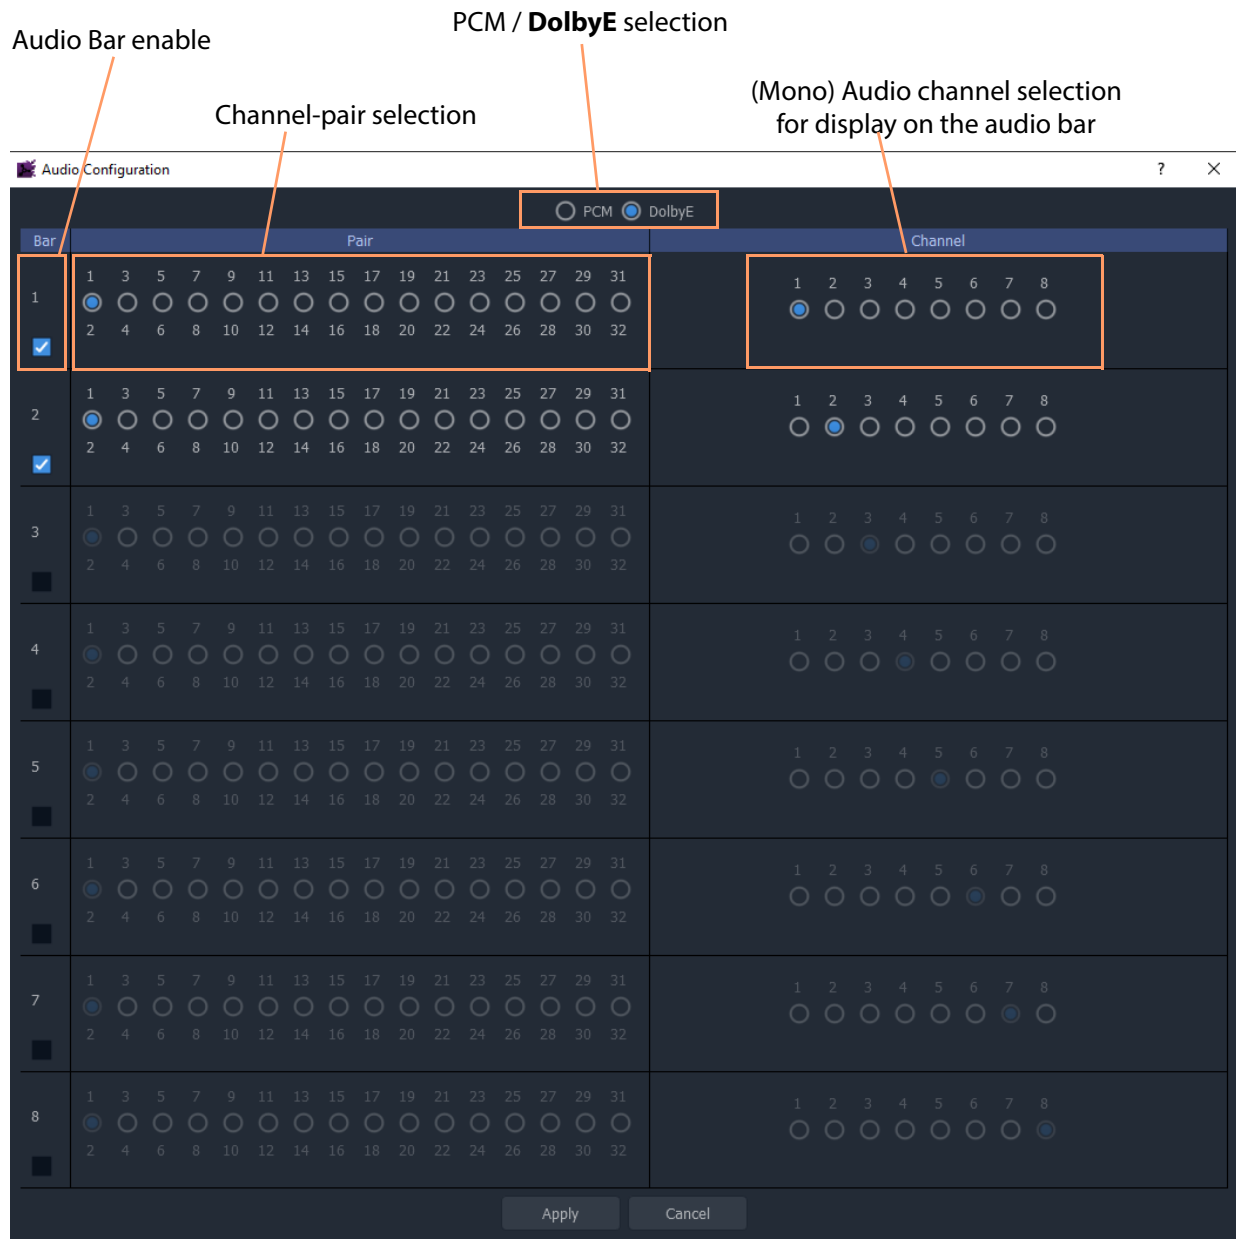 PCM / DolbyE selection
Audio Bar enable
(Mono) Audio channel selection
for display on the audio bar
Channel-pair selection
Audio Configuration ? ×
PCM DolbyE
Bar Pair Channel
1 3 5 7 9 11 13 15 17 19 21 23 25 27 29 31
1 2 3 4 5 6 7 8
1
2 4 6 8 10 12 14 16 18 20 22 24 26 28 30 32
1 3 5 7 9 11 13 15 17 19 21 23 25 27 29 31
1 2 3 4 5 6 7 8
2
2 4 6 8 10 12 14 16 18 20 22 24 26 28 30 32
1 3 5 7 9 11 13 15 17 19 21 23 25 27 29 31
1 2 3 4 5 6 7 8
3
2 4 6 8 10 12 14 16 18 20 22 24 26 28 30 32
1 3 5 7 9 11 13 15 17 19 21 23 25 27 29 31
1 2 3 4 5 6 7 8
4
2 4 6 8 10 12 14 16 18 20 22 24 26 28 30 32
1 3 5 7 9 11 13 15 17 19 21 23 25 27 29 31
1 2 3 4 5 6 7 8
5
2 4 6 8 10 12 14 16 18 20 22 24 26 28 30 32
1 3 5 7 9 11 13 15 17 19 21 23 25 27 29 31
1 2 3 4 5 6 7 8
6
2 4 6 8 10 12 14 16 18 20 22 24 26 28 30 32
1 3 5 7 9 11 13 15 17 19 21 23 25 27 29 31
1 2 3 4 5 6 7 8
7
2 4 6 8 10 12 14 16 18 20 22 24 26 28 30 32
1 3 5 7 9 11 13 15 17 19 21 23 25 27 29 31
1 2 3 4 5 6 7 8
8
2 4 6 8 10 12 14 16 18 20 22 24 26 28 30 32
Apply Cancel